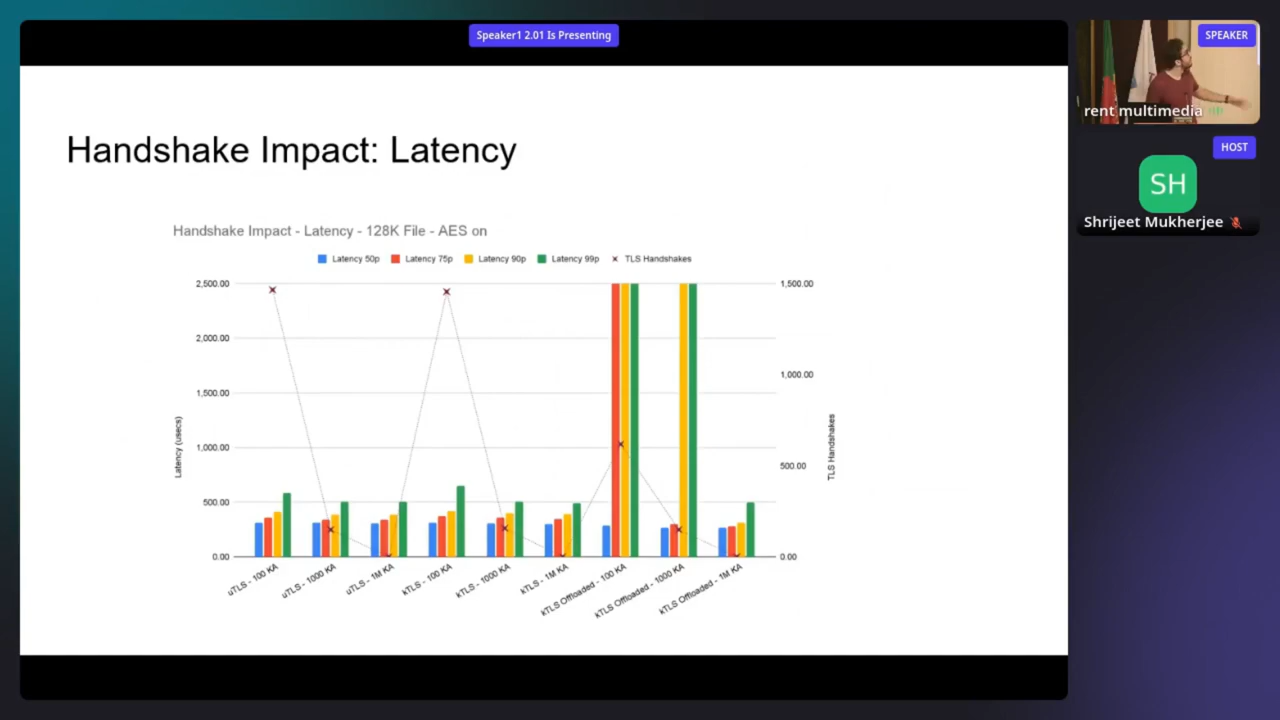 Speaker1 2.01 Is Presenting
SPEAKER
rent multimedia
HOST
SH
Shrijeet Mukherjee
Handshake Impact: Latency
Handshake Impact - Latency - 128K File - AES on
Latency 50p Latency 75p Latency 90p Latency 99p TLS Handshakes
2,500.00
2,000.00
1,500.00
1,000.00
500.00
0.00
Latency (usecs)
1,500.00
1,000.00
500.00
0.00
TLS Handshakes
uTLS - 100 KA
uTLS - 1000 KA
uTLS - 1M KA
kTLS - 100 KA
kTLS - 1000 KA
kTLS - 1M KA
kTLS Offloaded - 100 KA
kTLS Offloaded - 1000 KA
kTLS Offloaded - 1M KA